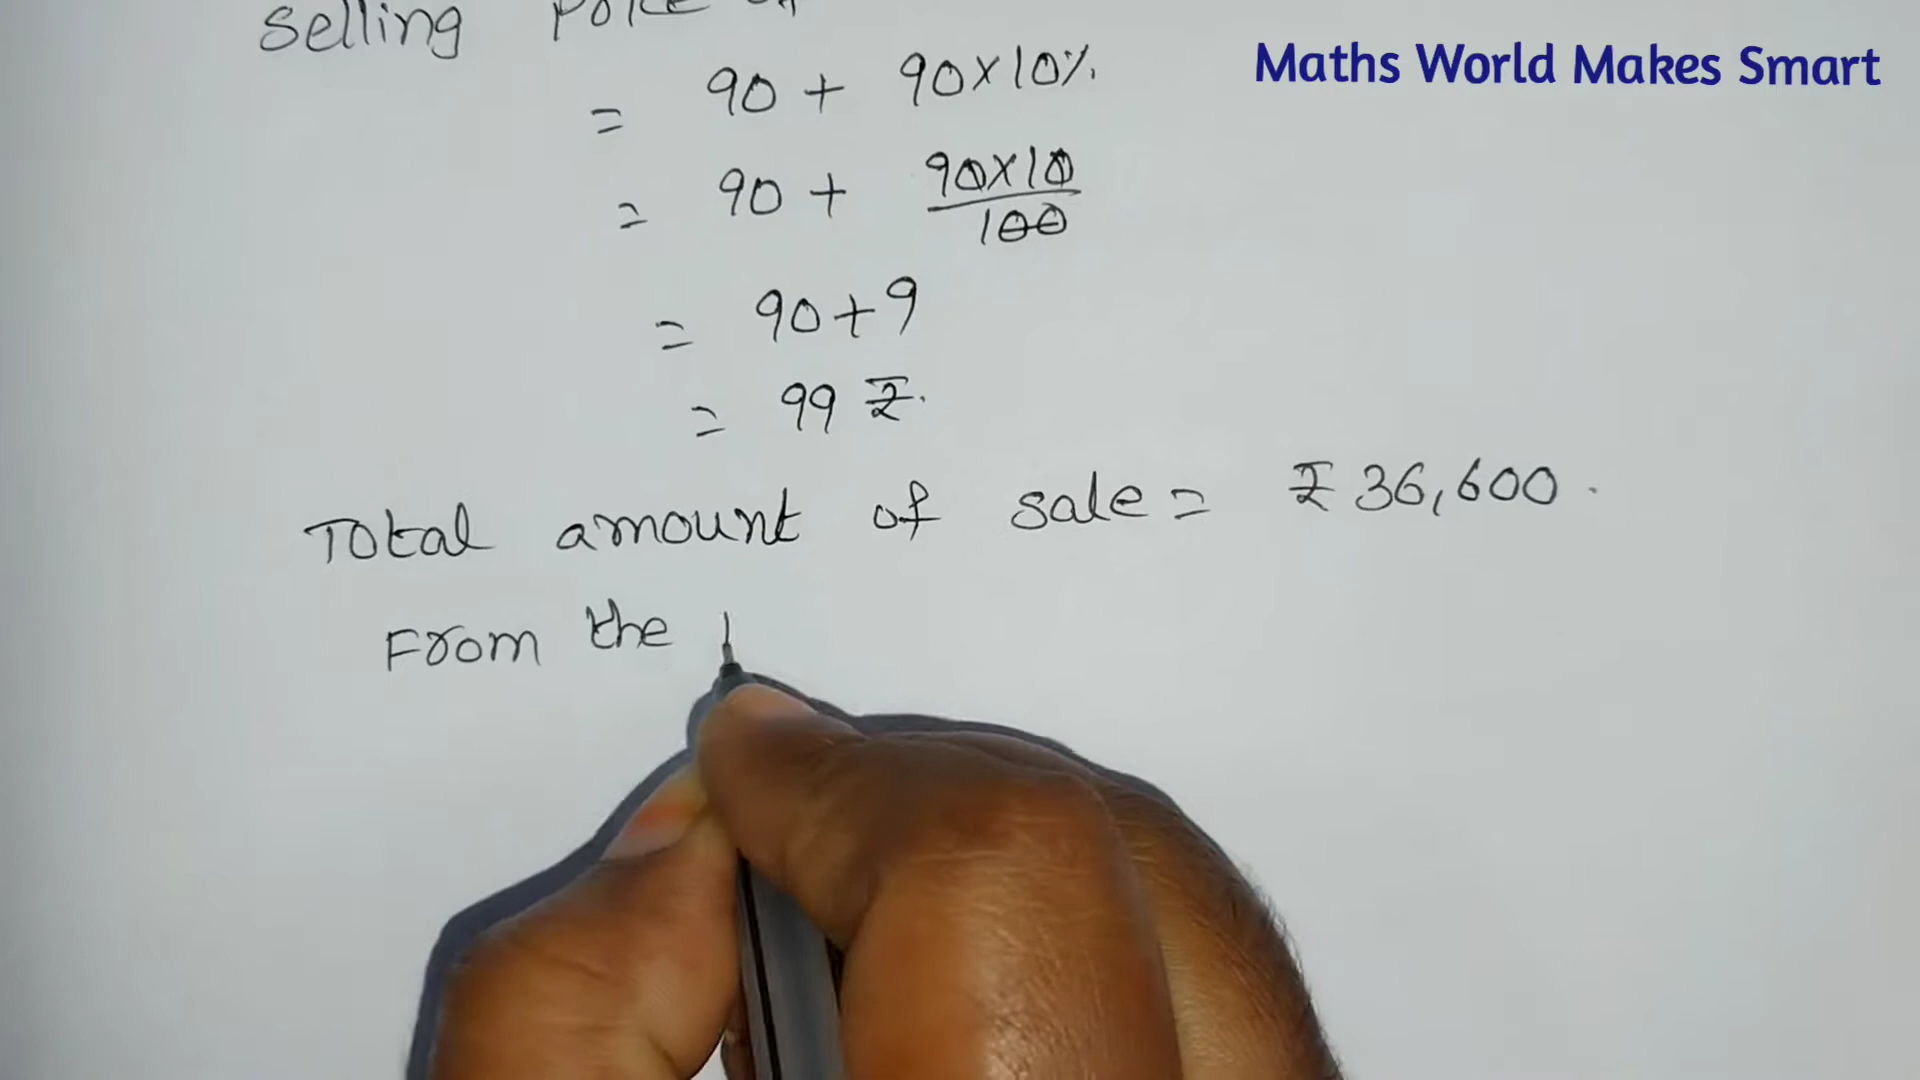 Selling
Maths World Makes Smart
= 90 + 90×10%
= 90 + 90×10/100
= 90+9
= 99 ₹.
Total amount of sale = ₹ 36,600.
From the